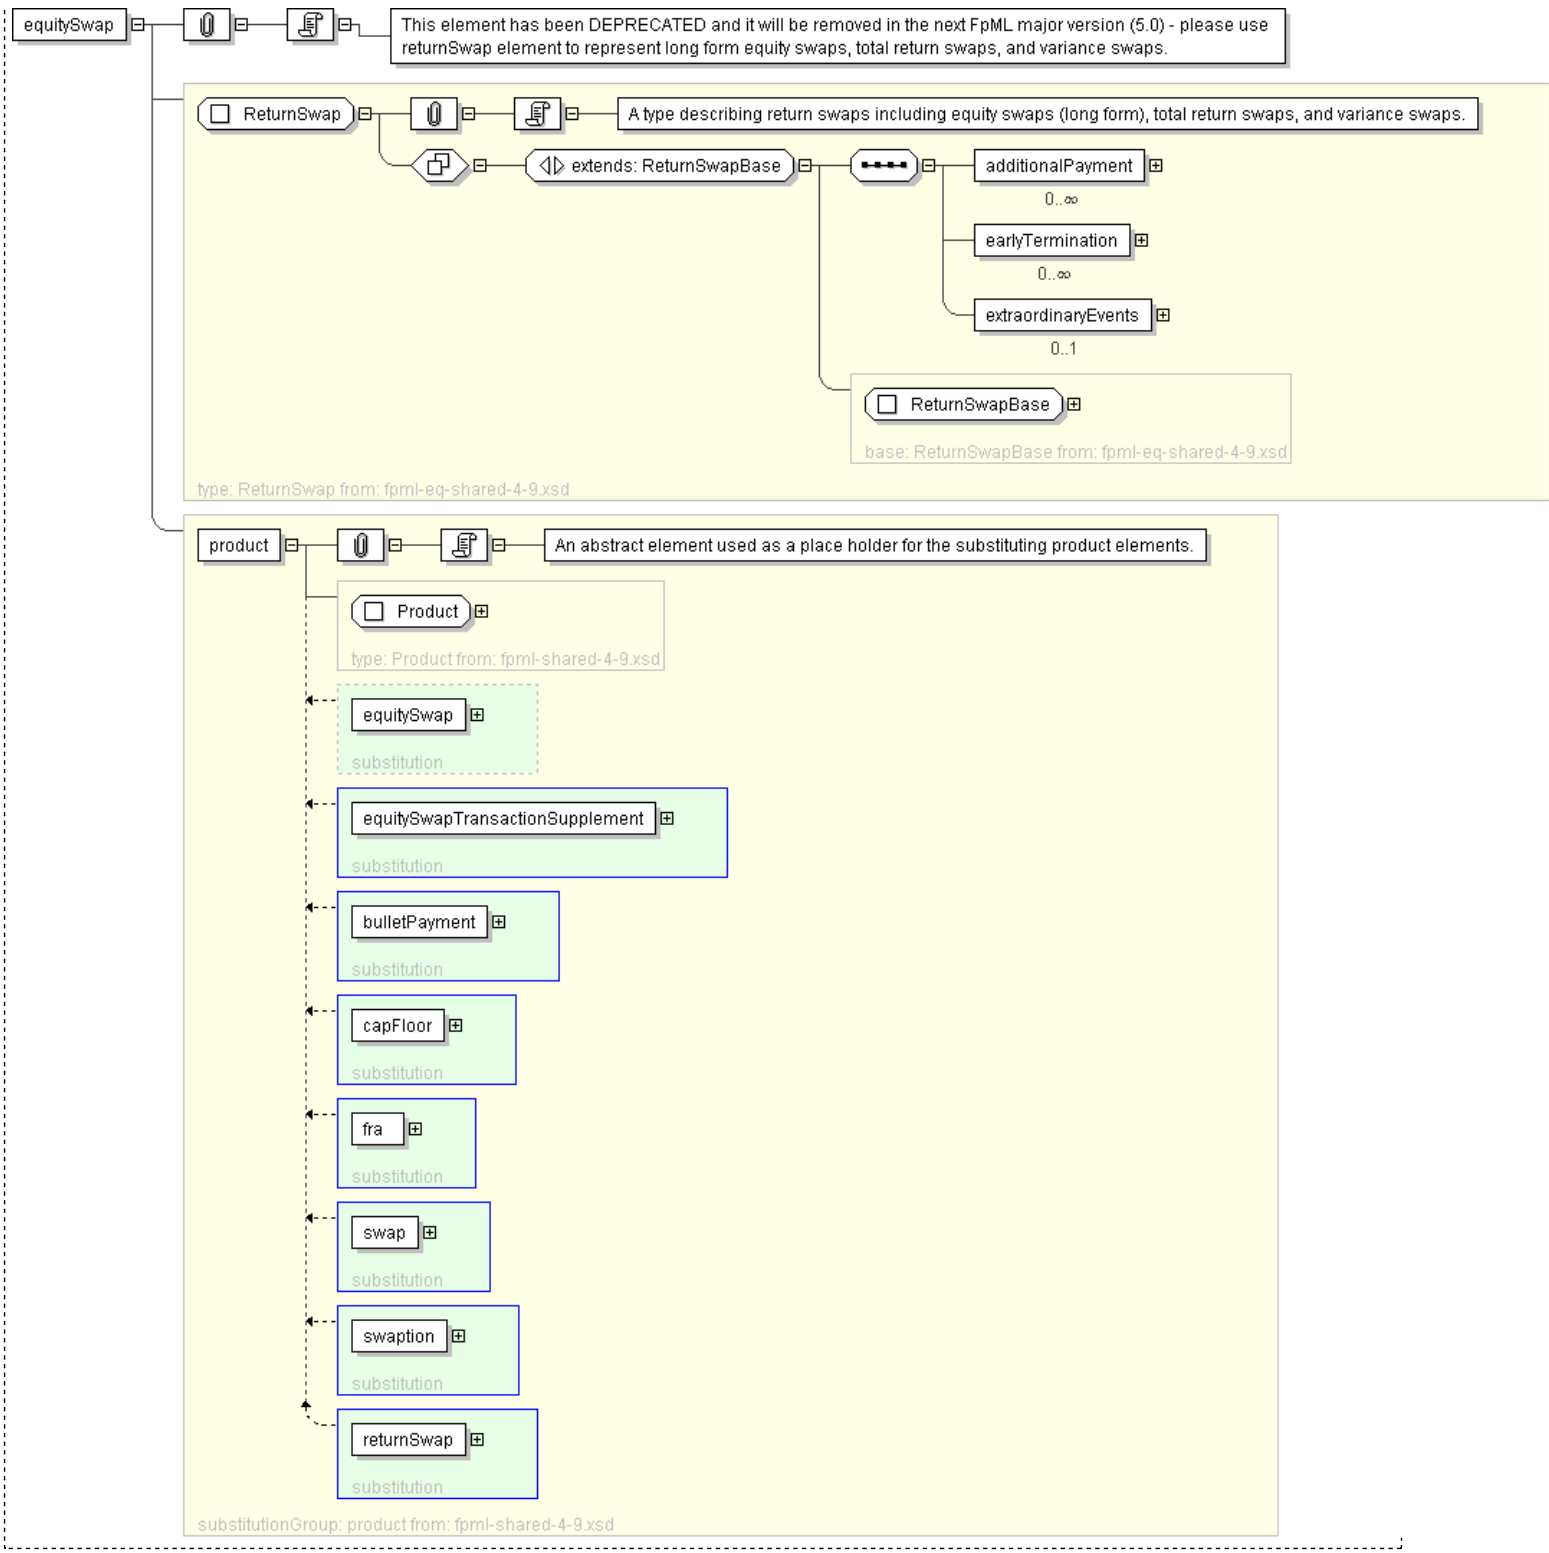 equitySwap
This element has been DEPRECATED and it will be removed in the next FpML major version (5.0) - please use
returnSwap element to represent long form equity swaps, total return swaps, and variance swaps.
ReturnSwap
A type describing return swaps including equity swaps (long form), total return swaps, and variance swaps.
extends: ReturnSwapBase
additionalPayment
0..∞
earlyTermination
0..∞
extraordinaryEvents
0..1
ReturnSwapBase
base: ReturnSwapBase from: fpml-eq-shared-4-9.xsd
type: ReturnSwap from: fpml-eq-shared-4-9.xsd
product
An abstract element used as a place holder for the substituting product elements.
Product
type: Product from: fpml-shared-4-9.xsd
equitySwap
substitution
equitySwapTransactionSupplement
substitution
bulletPayment
substitution
capFloor
substitution
fra
substitution
swap
substitution
swaption
substitution
returnSwap
substitution
substitutionGroup: product from: fpml-shared-4-9.xsd